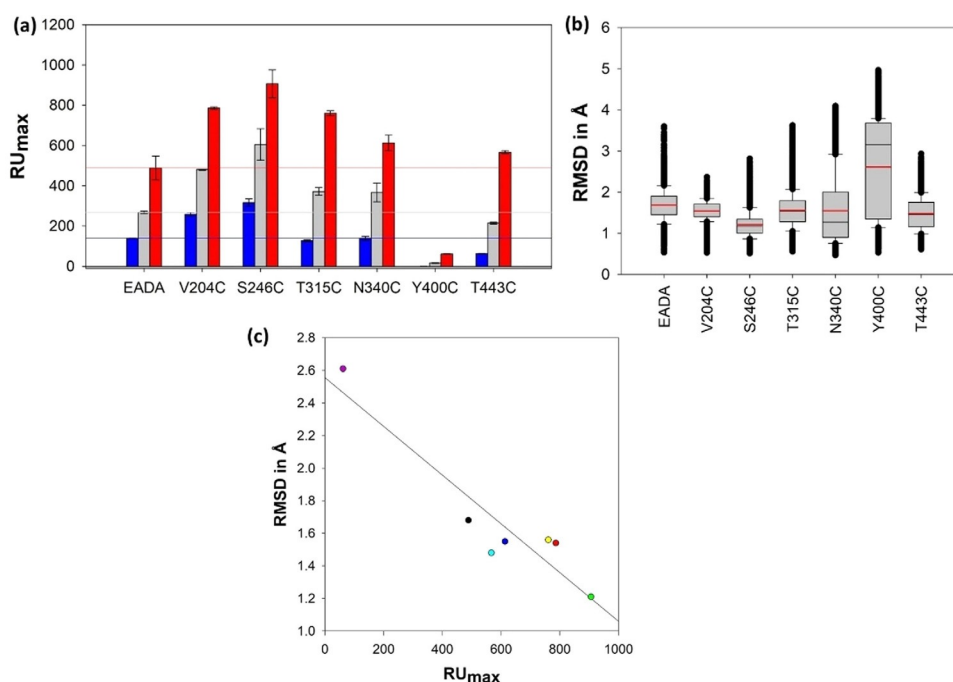 (a)
1200
1000
800
600
400
200
0
RUmax
EADA V204C S246C T315C N340C Y400C T443C
(b)
6
5
4
3
2
1
0
RMSD in Å
EADA
V204C
S246C
T315C
N340C
Y400C
T443C
(c)
2.8
2.6
2.4
2.2
2.0
1.8
1.6
1.4
1.2
1.0
RMSD in Å
0 200 400 600 800 1000
RUmax